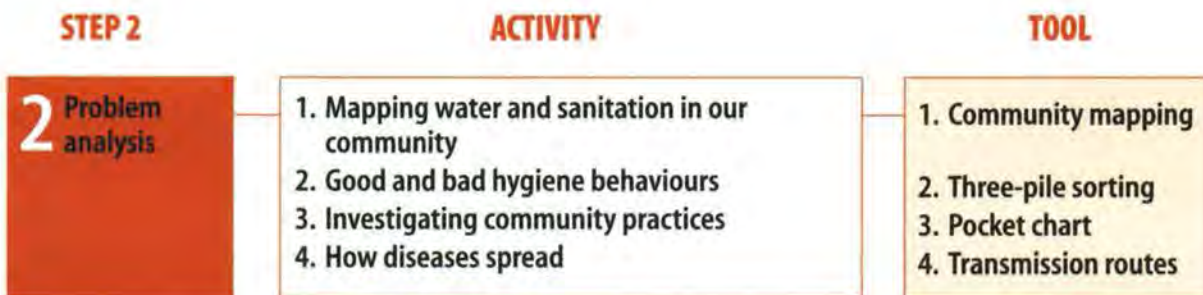 STEP 2
ACTIVITY
TOOL
2 Problem
analysis
1. Mapping water and sanitation in our
community
2. Good and bad hygiene behaviours
3. Investigating community practices
4. How diseases spread
1. Community mapping
2. Three-pile sorting
3. Pocket chart
4. Transmission routes